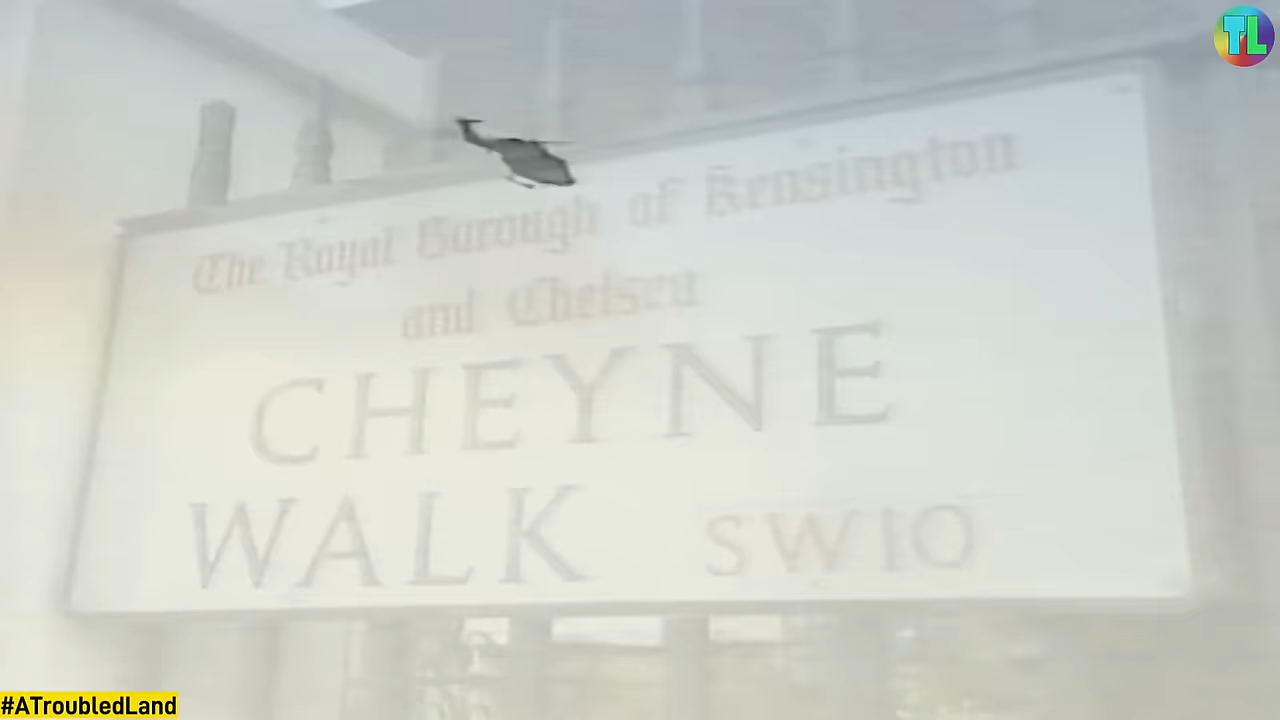 TL
The Royal Borough of Kensington
and Chelsea
CHEYNE
WALK SW10
#ATroubledLand